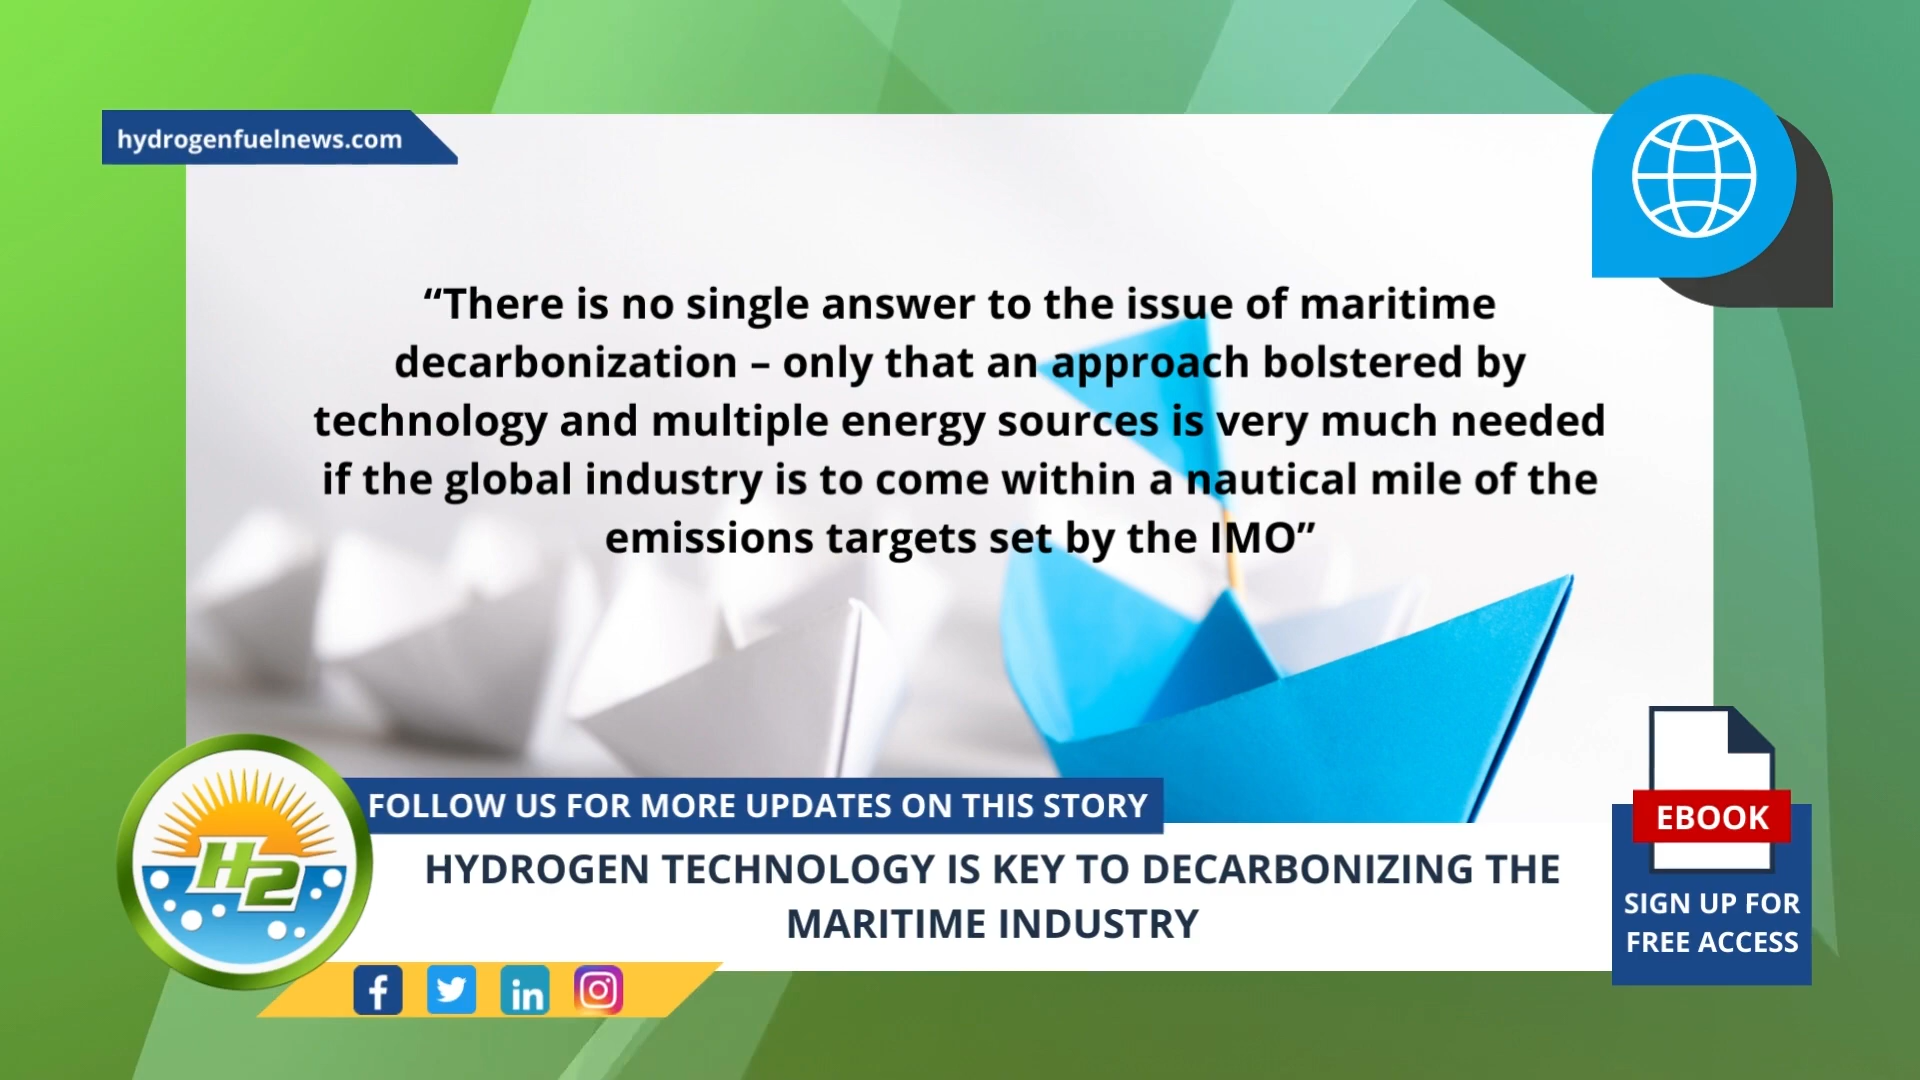 hydrogenfuelnews.com
“There is no single answer to the issue of maritime
decarbonization – only that an approach bolstered by
technology and multiple energy sources is very much needed
if the global industry is to come within a nautical mile of the
emissions targets set by the IMO”
FOLLOW US FOR MORE UPDATES ON THIS STORY
HYDROGEN TECHNOLOGY IS KEY TO DECARBONIZING THE
MARITIME INDUSTRY
H2
EBOOK
SIGN UP FOR
FREE ACCESS
f
in